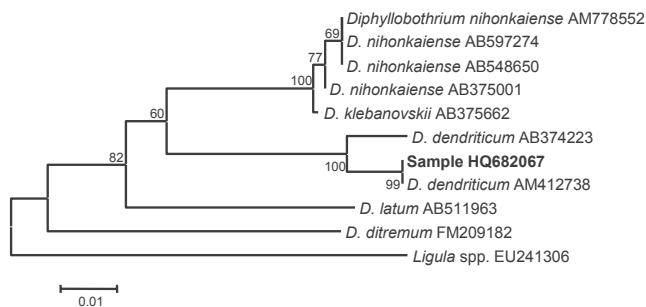 Diphyllobothrium nihonkaiense AM778552
69
D. nihonkaiense AB597274
77
D. nihonkaiense AB548650
100
D. nihonkaiense AB375001
D. klebanovskii AB375662
60
D. dendriticum AB374223
82
100
Sample HQ682067
99
D. dendriticum AM412738
D. latum AB511963
D. ditremum FM209182
Ligula spp. EU241306
0.01